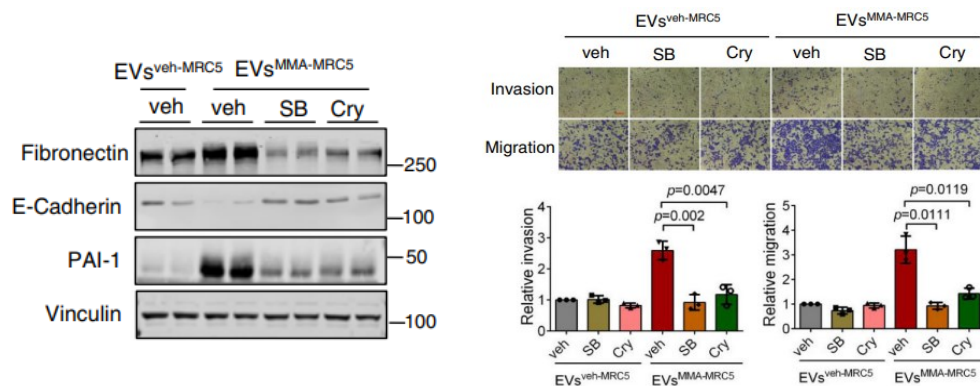 EVsveh-MRC5 EVsMMA-MRC5
veh veh SB Cry
Fibronectin
250
E-Cadherin
100
PAI-1
50
Vinculin
100
EVsveh-MRC5 EVsMMA-MRC5
veh SB Cry veh SB Cry
Invasion
Migration
Relative invasion
4
3
2
1
0
p=0.0047
p=0.002
veh SB Cry veh SB Cry
EVsveh-MRC5 EVsMMA-MRC5
Relative migration
5
4
3
2
1
0
p=0.0119
p=0.0111
veh SB Cry veh SB Cry
EVsveh-MRC5 EVsMMA-MRC5